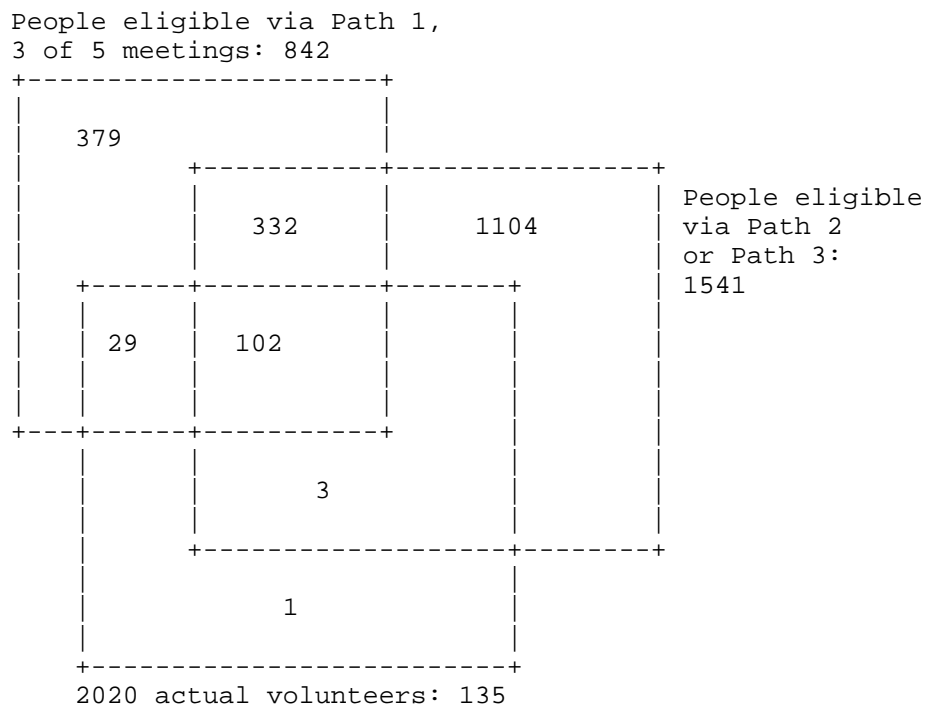 People eligible via Path 1,
3 of 5 meetings: 842
379
332
1104
People eligible
via Path 2
or Path 3:
1541
29
102
3
1
2020 actual volunteers: 135